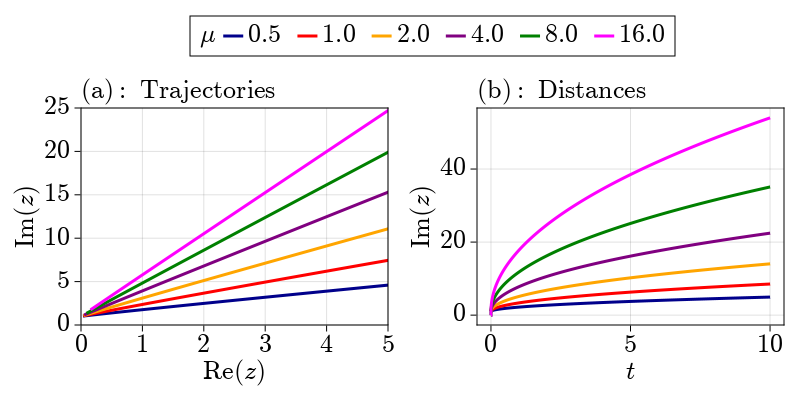 μ 0.5 1.0 2.0 4.0 8.0 16.0
(a) : Trajectories
25
20
15
10
5
0
Im(z)
0 1 2 3 4 5
Re(z)
(b) : Distances
40
20
0
Im(z)
0 5 10
t